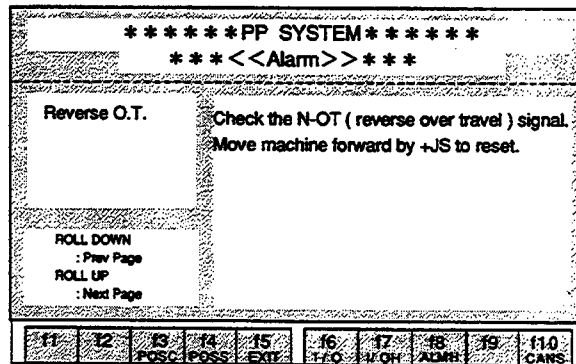 ******PP SYSTEM******
***<<Alarm>>***
Reverse O.T.
Check the N-OT ( reverse over travel ) signal.
Move machine forward by +JS to reset.
ROLL DOWN
: Prev Page
ROLL UP
: Next Page
f1 f2 f3 f4 f5 f6 f7 f8 f9 f10
POSC POSS EXIT I/O I/OH ALMH CANS